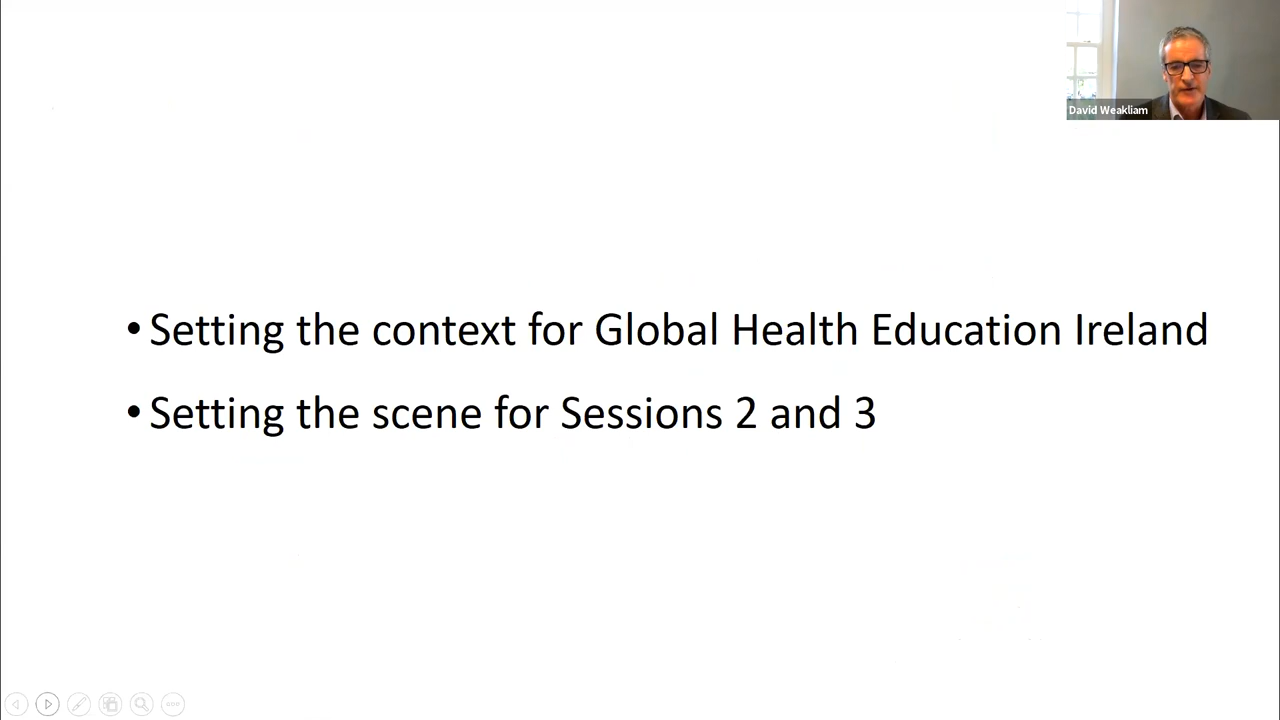 David Weakliam
• Setting the context for Global Health Education Ireland
• Setting the scene for Sessions 2 and 3